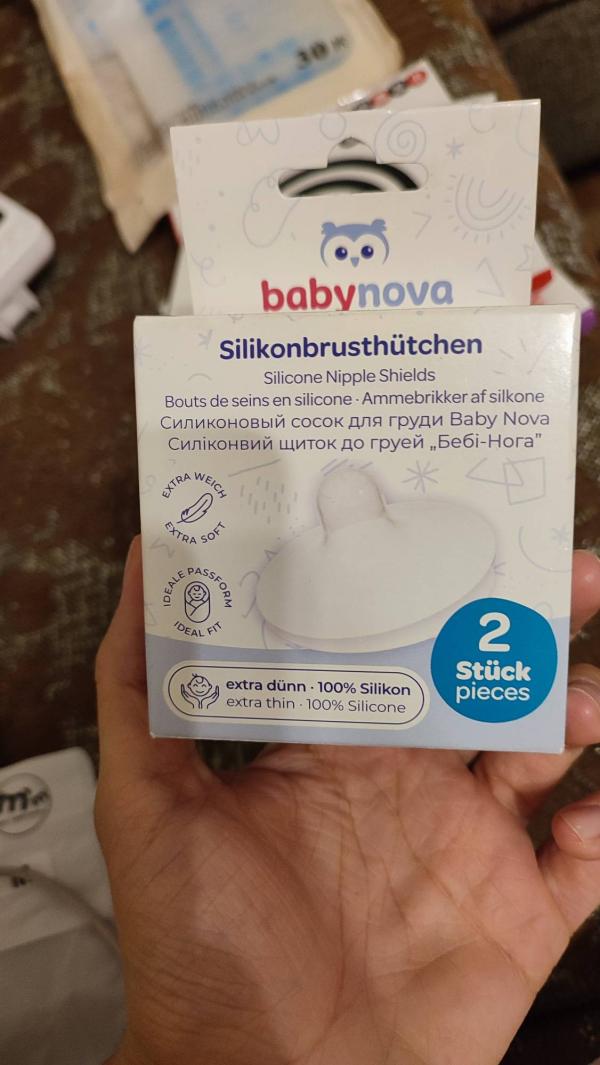 30
babynova
Silikonbrusthütchen
Silicone Nipple Shields
Bouts de seins en silicone · Ammebrikker af silkone
Силиконовый сосок для груди Baby Nova
Силіконвий щиток до груей „Бебі-Нога”
EXTRA WEICH
EXTRA SOFT
IDEALE PASSFORM
IDEAL FIT
2
Stück
pieces
extra dünn · 100% Silikon
extra thin · 100% Silicone